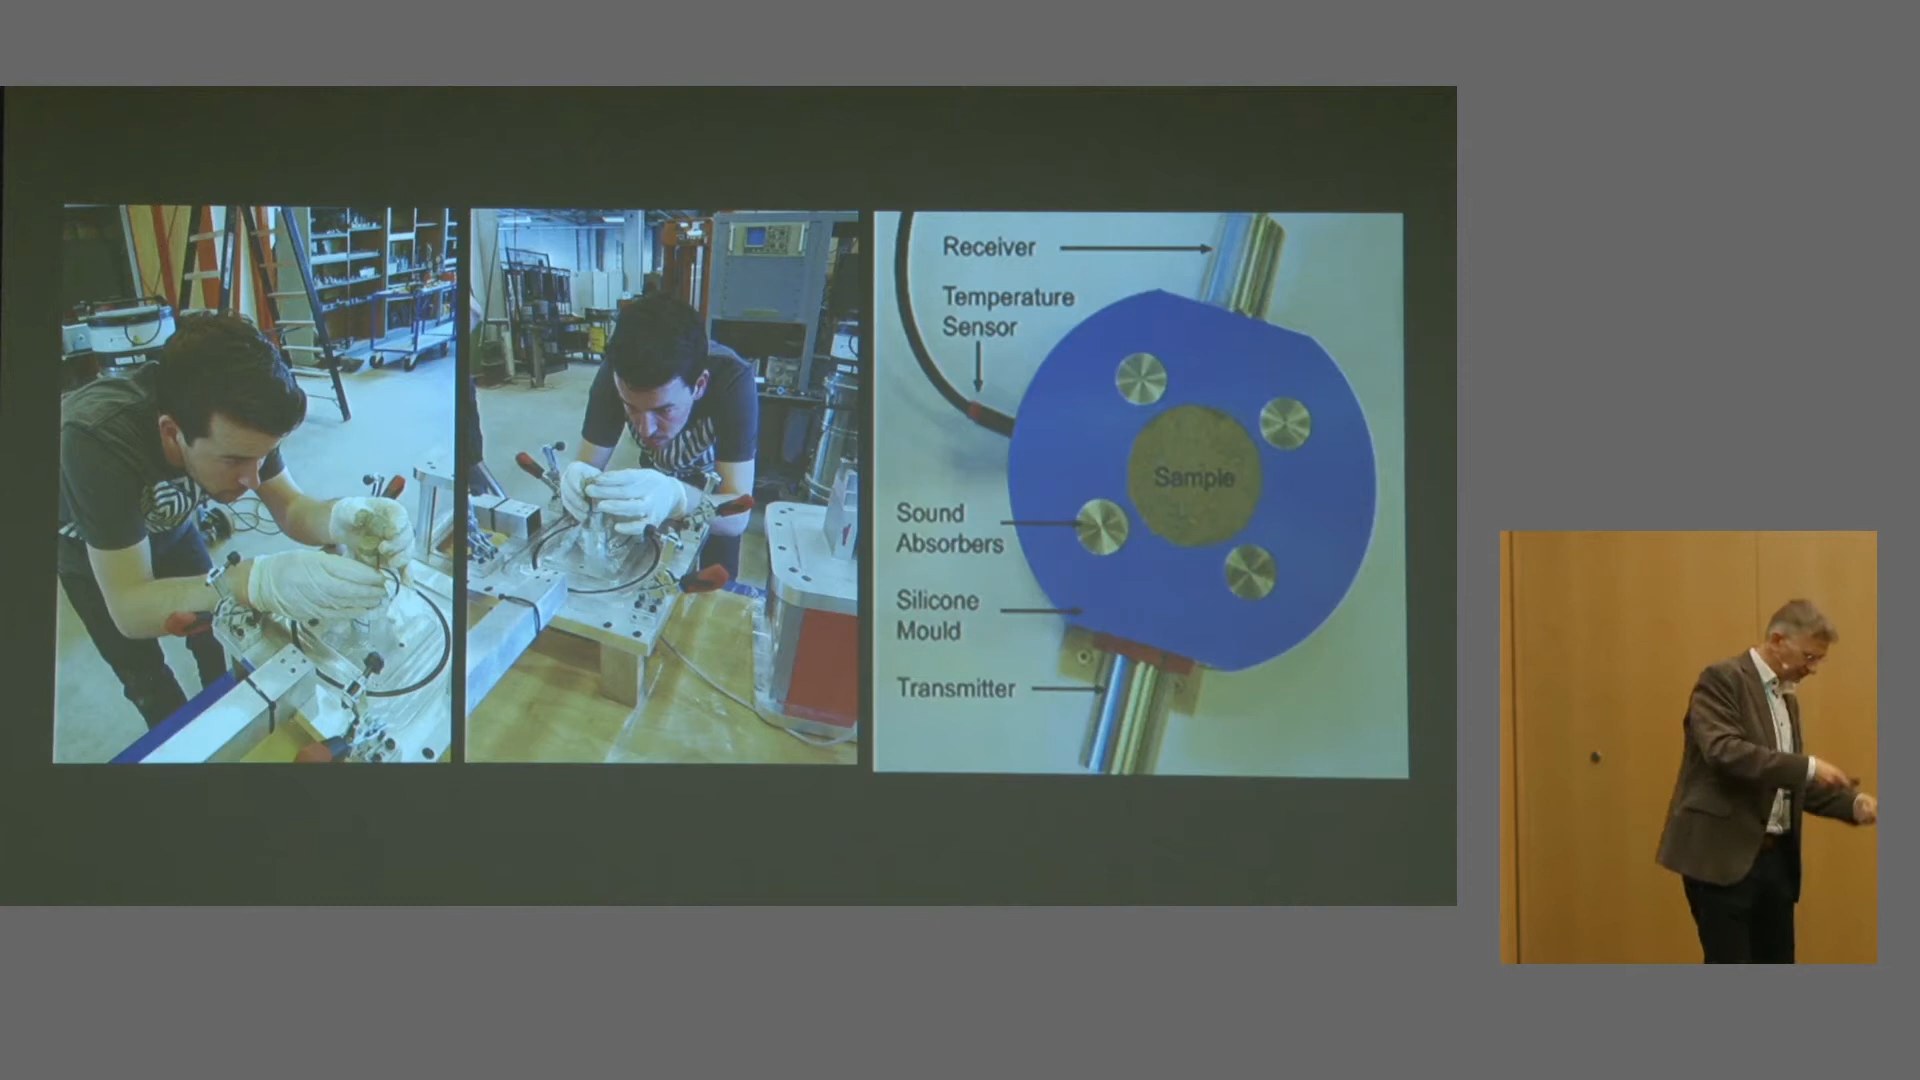 Receiver
Temperature
Sensor
Sample
Sound
Absorbers
Silicone
Mould
Transmitter